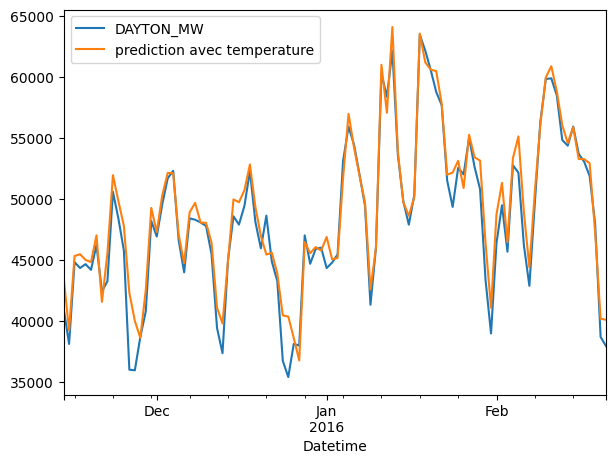 DAYTON_MW
prediction avec temperature
65000
60000
55000
50000
45000
40000
35000
Dec
Jan
2016
Feb
Datetime